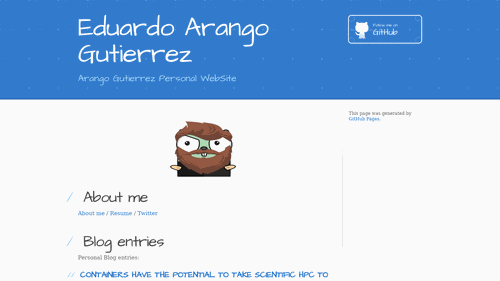 Eduardo Arango
Gutierrez
Arango Gutierrez Personal WebSite
Follow me on
GitHub
This page was generated by
GitHub Pages.
/ About me
About me / Resume / Twitter
/ Blog entries
Personal Blog entries:
// CONTAINERS HAVE THE POTENTIAL TO TAKE SCIENTIFIC HPC TO